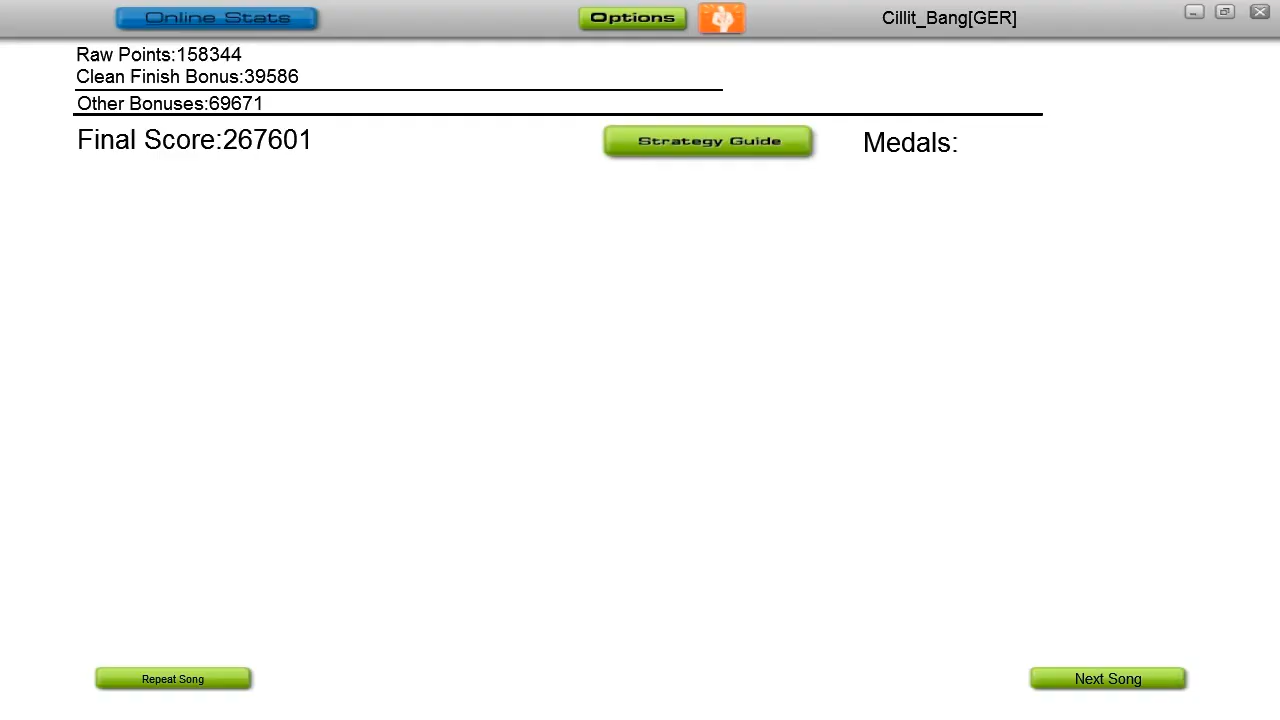 Online Stats
Options
Cillit_Bang[GER]
Raw Points:158344
Clean Finish Bonus:39586
Other Bonuses:69671
Final Score:267601
Strategy Guide
Medals:
Repeat Song
Next Song